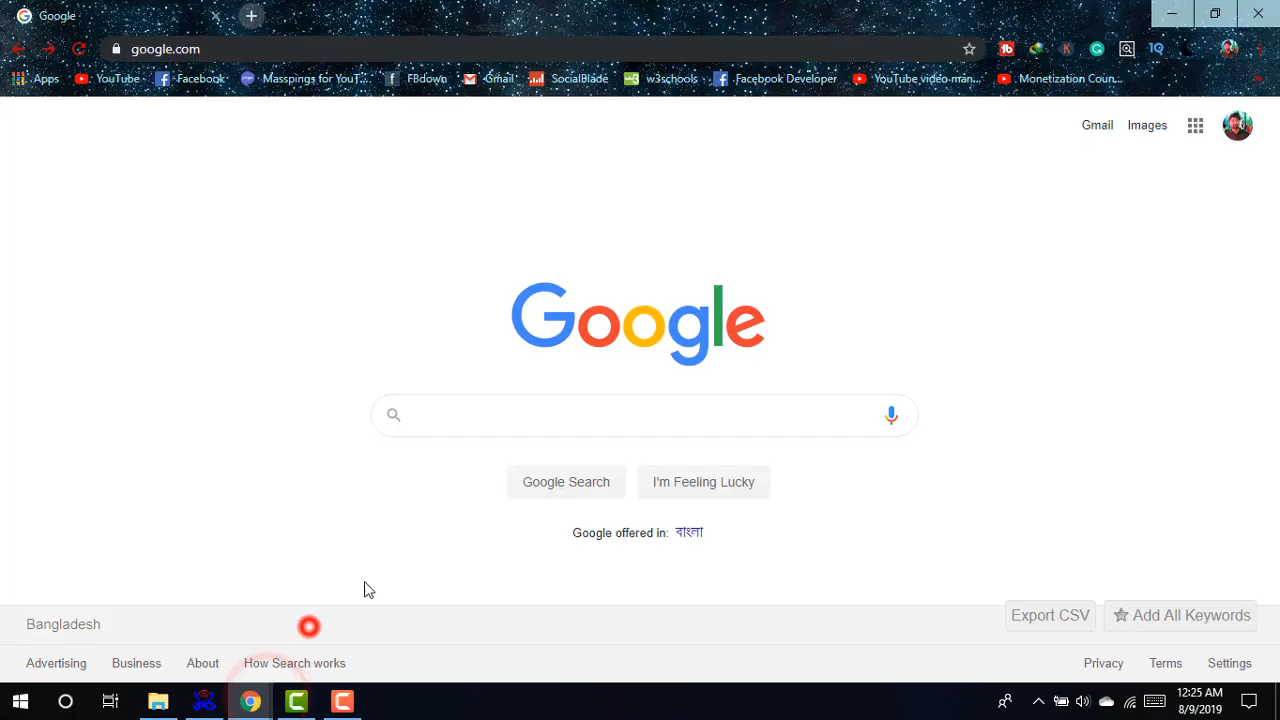 Google
google.com
Apps YouTube Facebook Masspings for YouT... FBdown Gmail SocialBlade w3schools Facebook Developer YouTube video man... Monetization Coun...
Gmail Images
Google
Google Search I'm Feeling Lucky
Google offered in: বাংলা
Bangladesh
Export CSV Add All Keywords
Advertising Business About How Search works Privacy Terms Settings
12:25 AM
8/9/2019